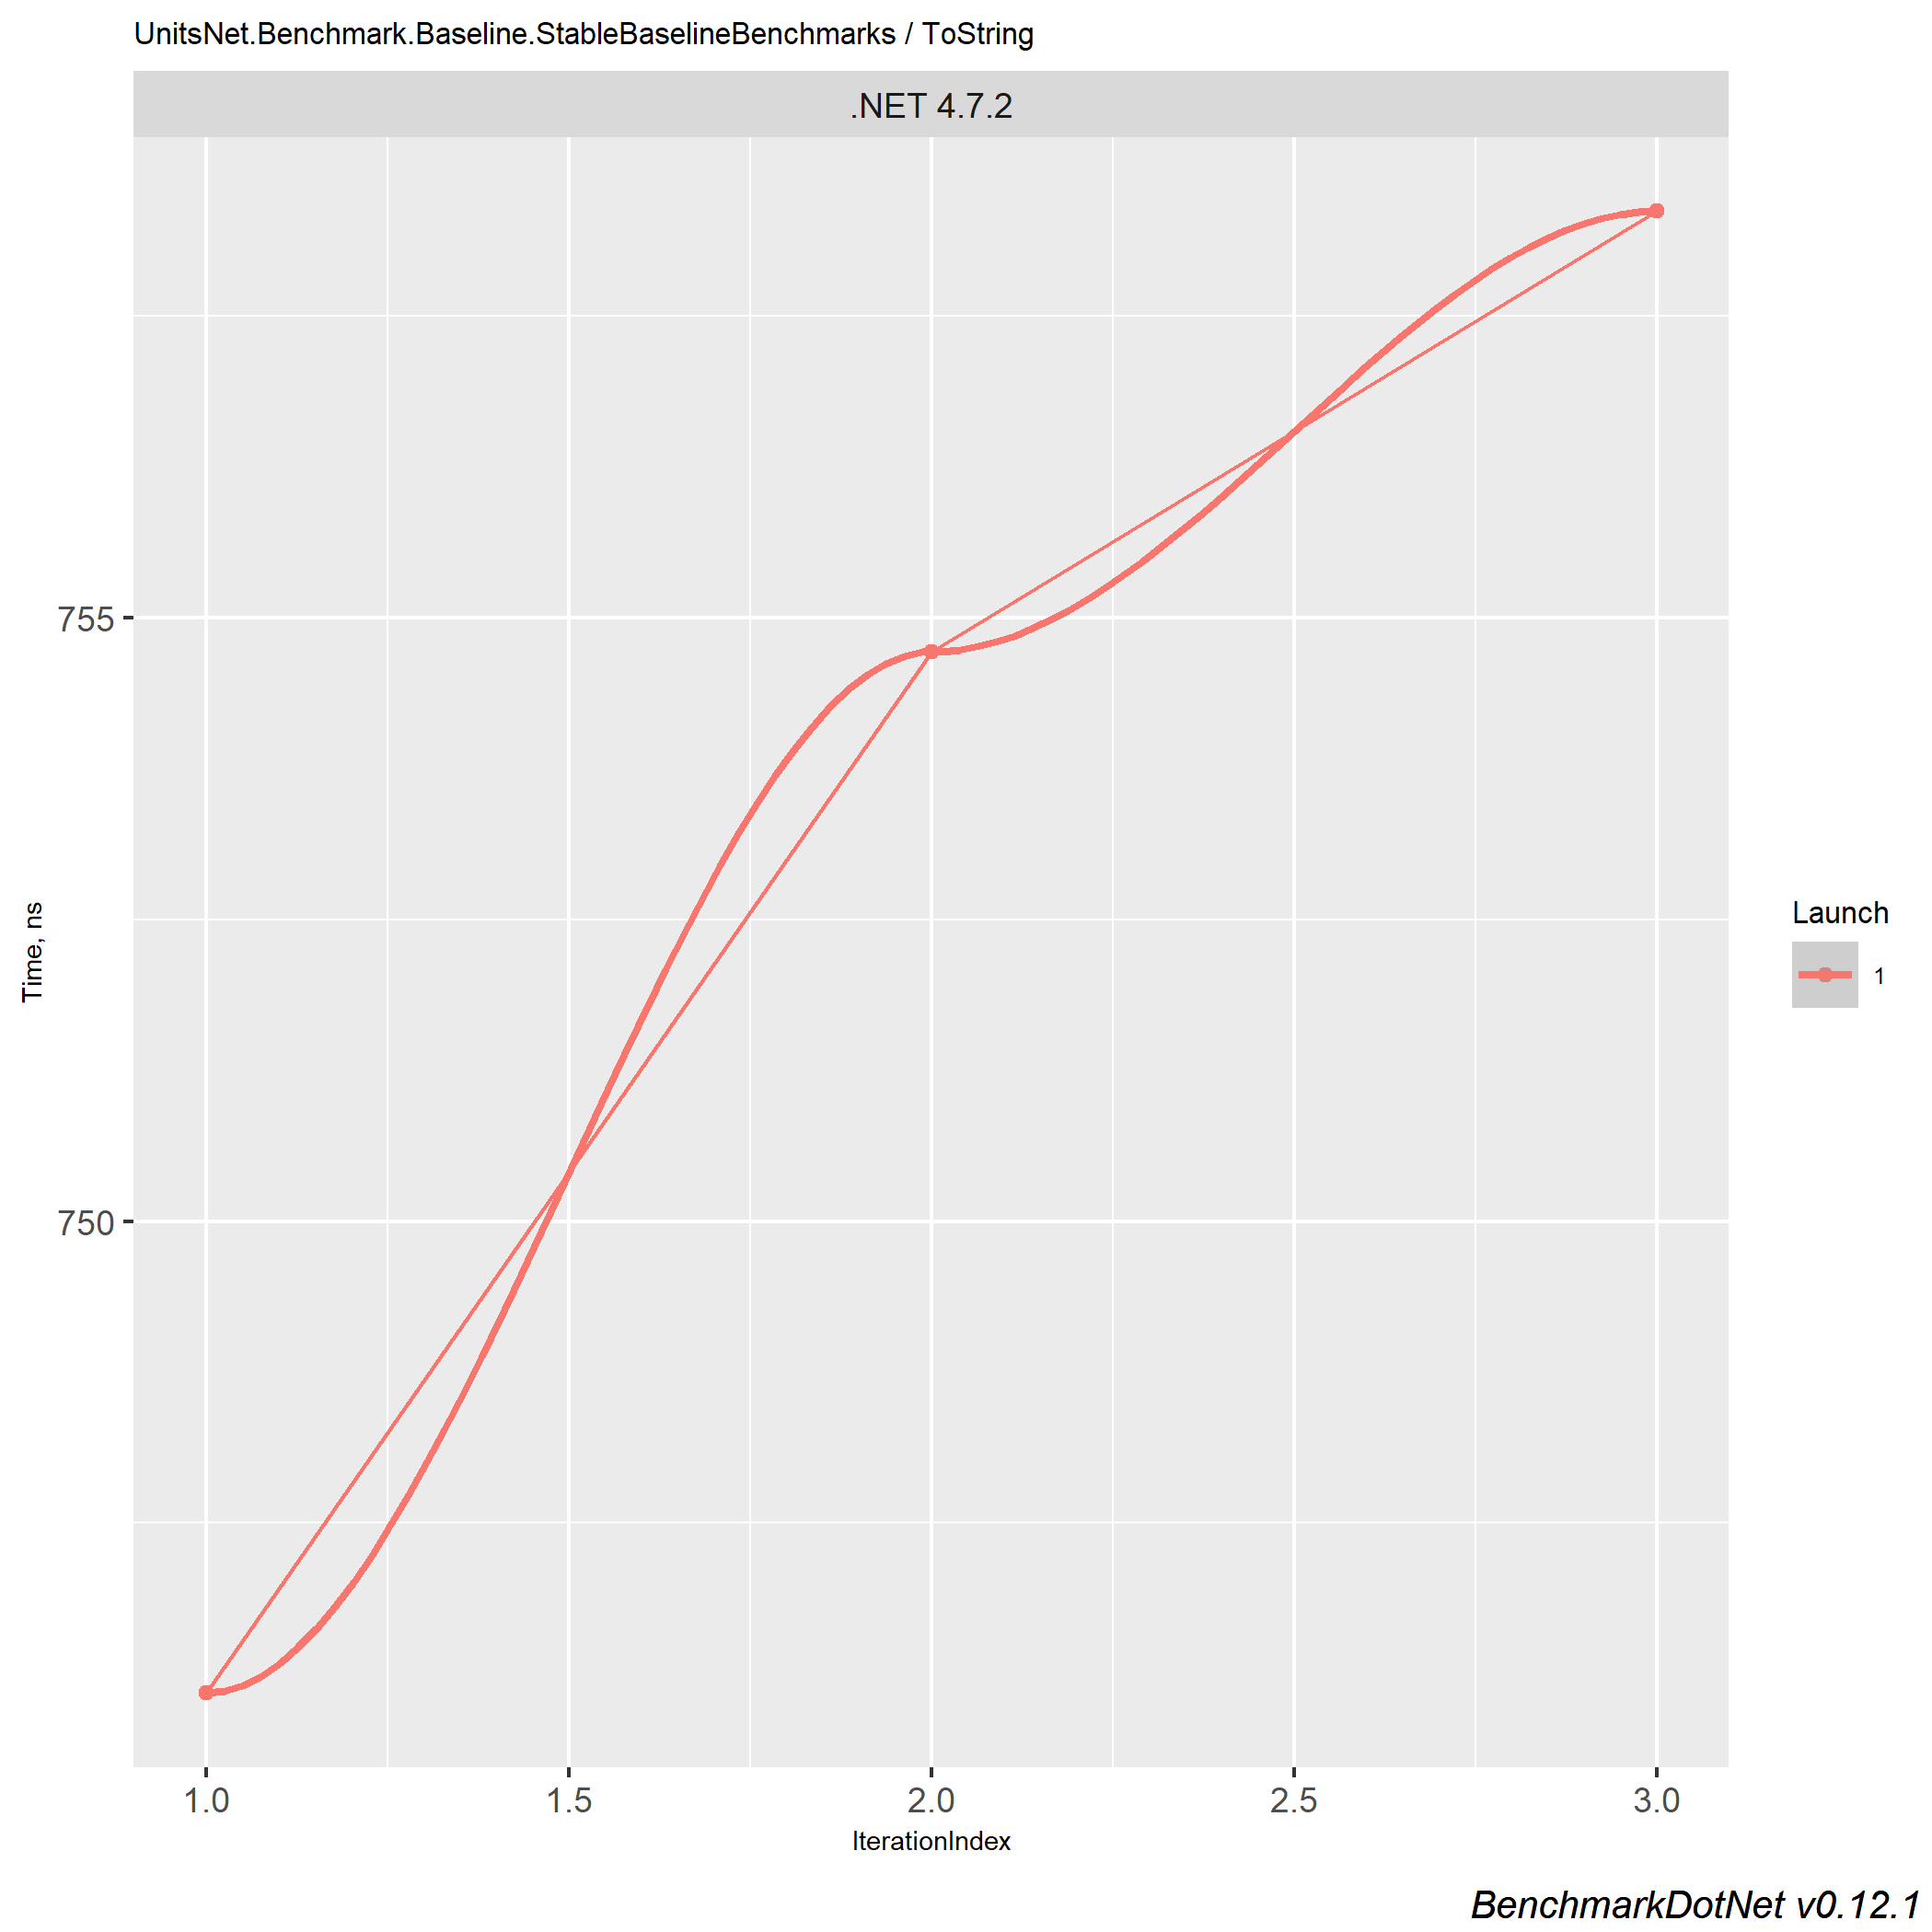 UnitsNet.Benchmark.Baseline.StableBaselineBenchmarks / ToString
.NET 4.7.2
755
750
Time, ns
1.0 1.5 2.0 2.5 3.0
IterationIndex
Launch
1
BenchmarkDotNet v0.12.1